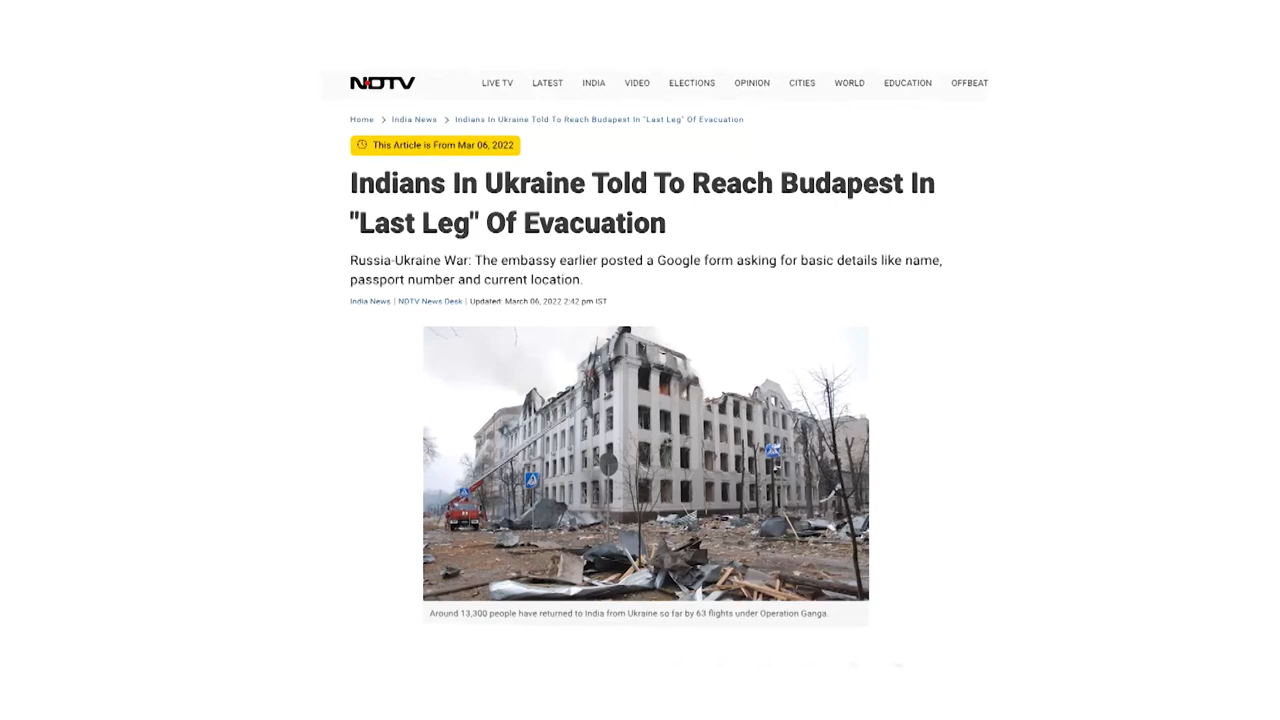 NDTV LIVE TV LATEST INDIA VIDEO ELECTIONS OPINION CITIES WORLD EDUCATION OFFBEAT
Home > India News > Indians In Ukraine Told To Reach Budapest In "Last Leg" Of Evacuation
This Article is From Mar 06, 2022
Indians In Ukraine Told To Reach Budapest In
"Last Leg" Of Evacuation
Russia-Ukraine War: The embassy earlier posted a Google form asking for basic details like name,
passport number and current location.
India News | NDTV News Desk | Updated: March 06, 2022 2:42 pm IST
Around 13,300 people have returned to India from Ukraine so far by 63 flights under Operation Ganga.